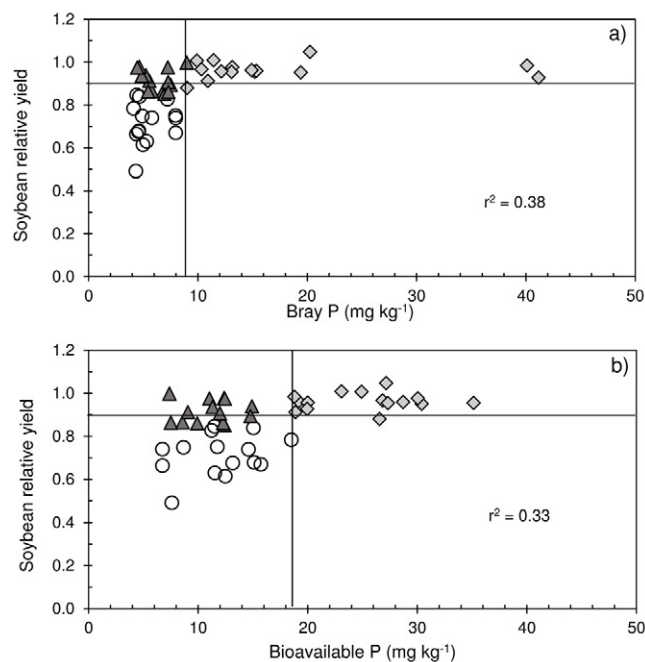 a)
Soybean relative yield
1.2
1.0
0.8
0.6
0.4
0.2
0.0
r² = 0.38
0 10 20 30 40 50
Bray P (mg kg⁻¹)
b)
Soybean relative yield
1.2
1.0
0.8
0.6
0.4
0.2
0.0
r² = 0.33
0 10 20 30 40 50
Bioavailable P (mg kg⁻¹)